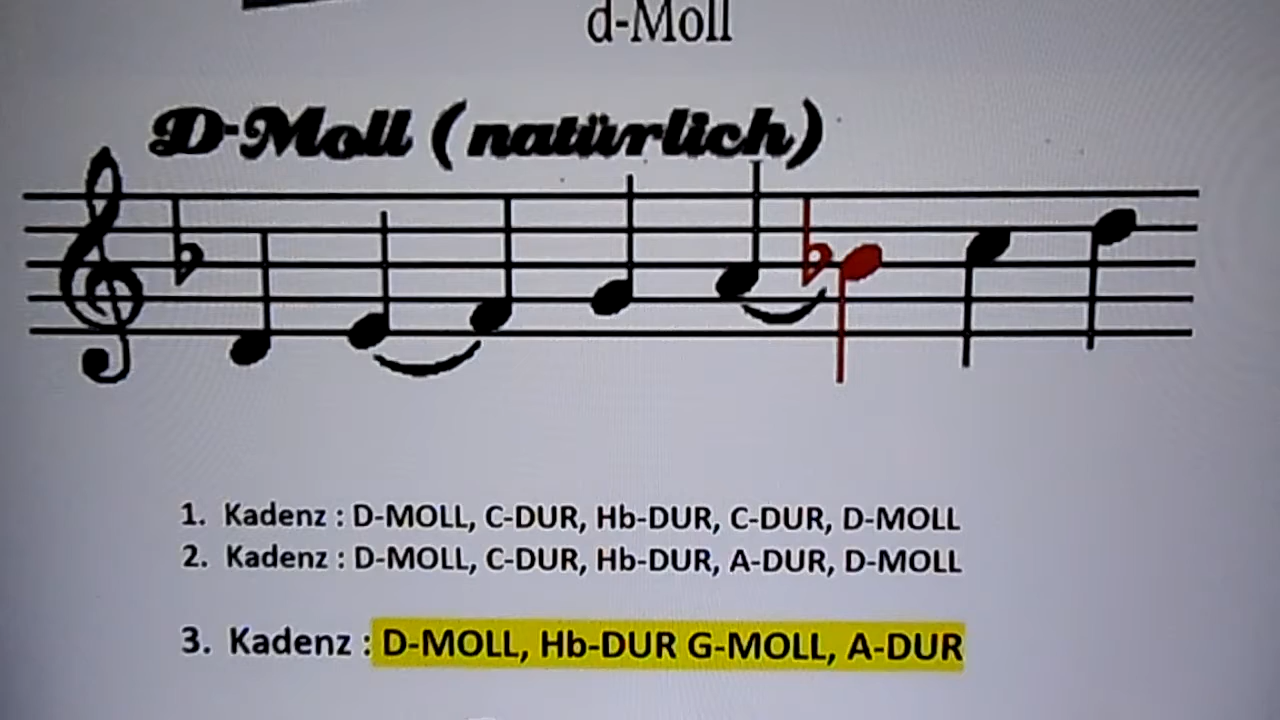 d-Moll
D-Moll (natürlich)
1. Kadenz : D-MOLL, C-DUR, Hb-DUR, C-DUR, D-MOLL
2. Kadenz : D-MOLL, C-DUR, Hb-DUR, A-DUR, D-MOLL
3. Kadenz : D-MOLL, Hb-DUR G-MOLL, A-DUR